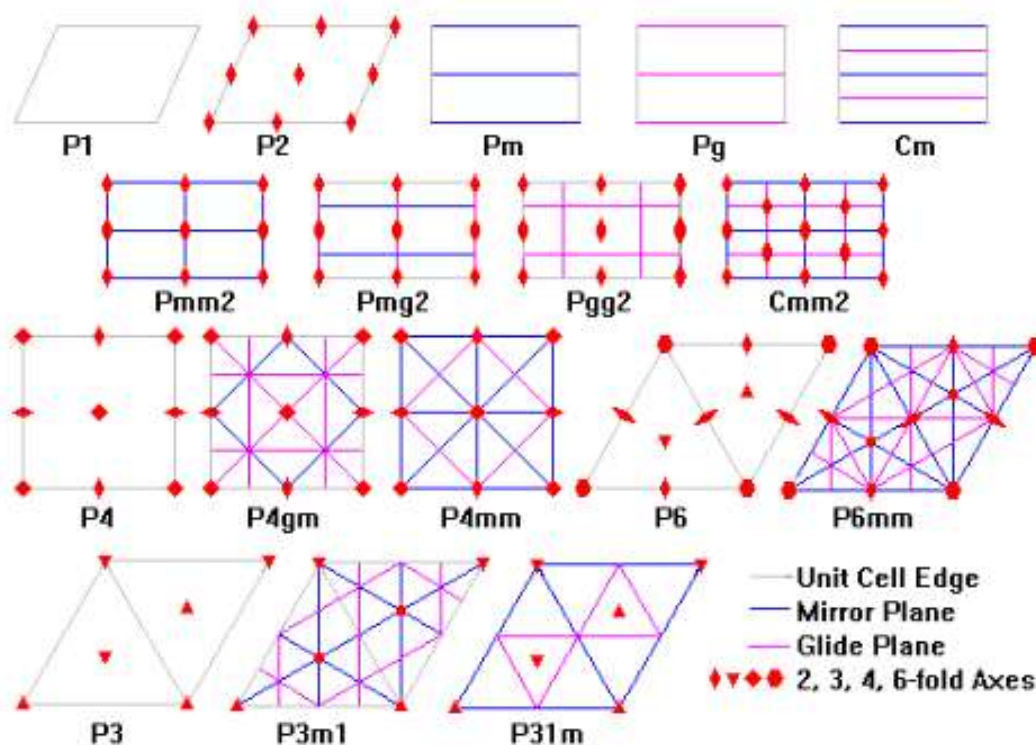 P1 P2 Pm Pg Cm
Pmm2 Pmg2 Pgg2 Cmm2
P4 P4gm P4mm P6 P6mm
Unit Cell Edge
Mirror Plane
Glide Plane
2, 3, 4, 6-fold Axes
P3 P3m1 P31m